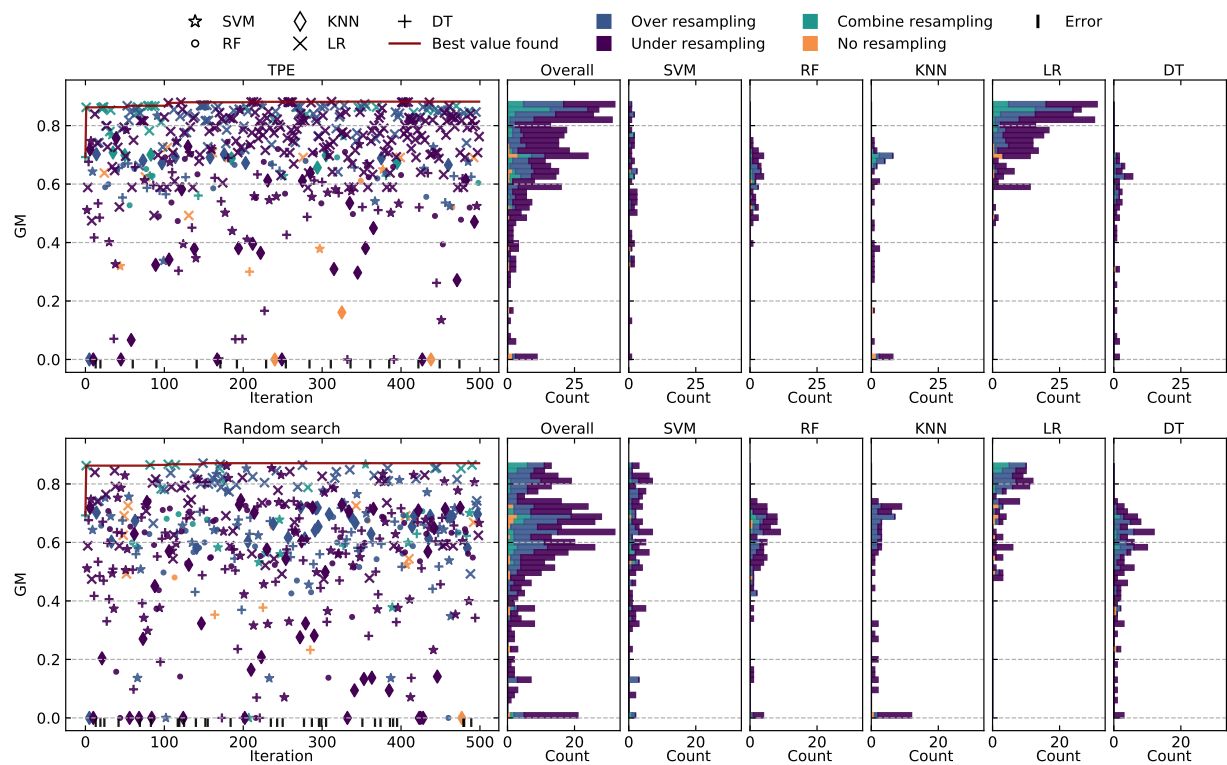 SVM KNN DT Over resampling Combine resampling Error
RF LR Best value found Under resampling No resampling
TPE Overall SVM RF KNN LR DT
GM
0.8
0.6
0.4
0.2
0.0
0 100 200 300 400 500 0 25 0 25 0 25 0 25 0 25 0 25
Iteration Count Count Count Count Count Count
Random search Overall SVM RF KNN LR DT
GM
0.8
0.6
0.4
0.2
0.0
0 100 200 300 400 500 0 20 0 20 0 20 0 20 0 20 0 20
Iteration Count Count Count Count Count Count